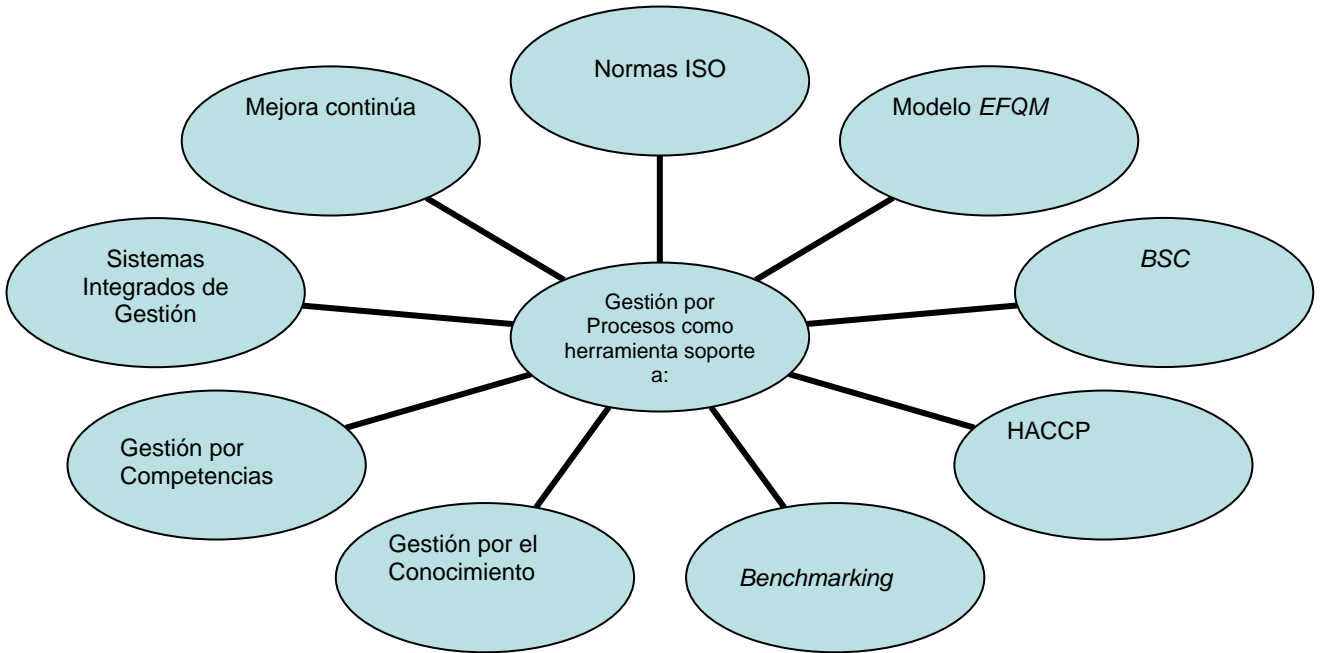 Normas ISO
Modelo EFQM
BSC
HACCP
Benchmarking
Gestión por el
Conocimiento
Gestión por
Competencias
Sistemas
Integrados de
Gestión
Mejora continúa
Gestión por
Procesos como
herramienta soporte
a: